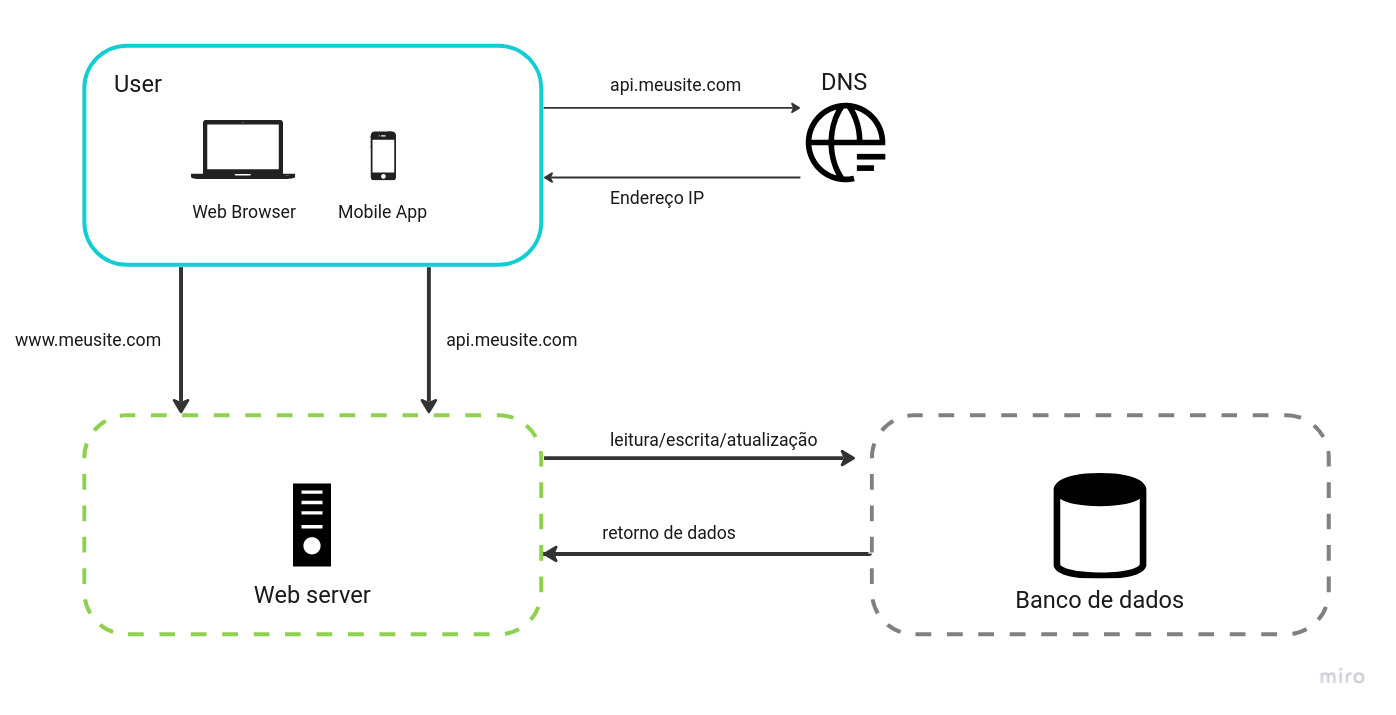 User
api.meusite.com
DNS
Web Browser
Mobile App
Endereço IP
www.meusite.com
api.meusite.com
leitura/escrita/atualização
retorno de dados
Web server
Banco de dados
miro